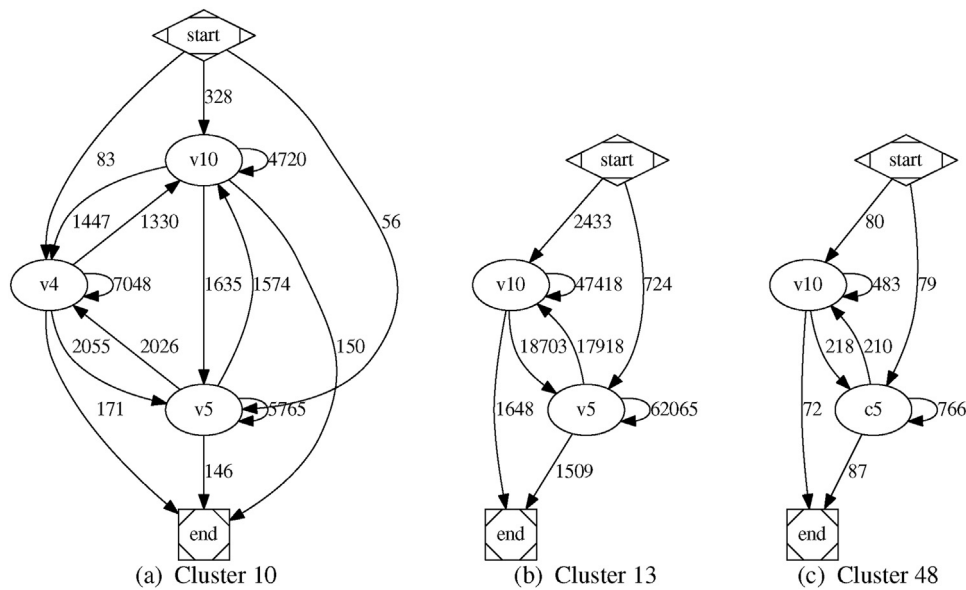 start
328
83
v10
4720
56
1447
1330
v4
7048
1635
1574
2055
2026
150
171
v5
5765
146
end
(a) Cluster 10
start
2433
v10
47418
724
18703
17918
1648
v5
62065
1509
end
(b) Cluster 13
start
80
v10
483
79
218
210
72
c5
766
87
end
(c) Cluster 48